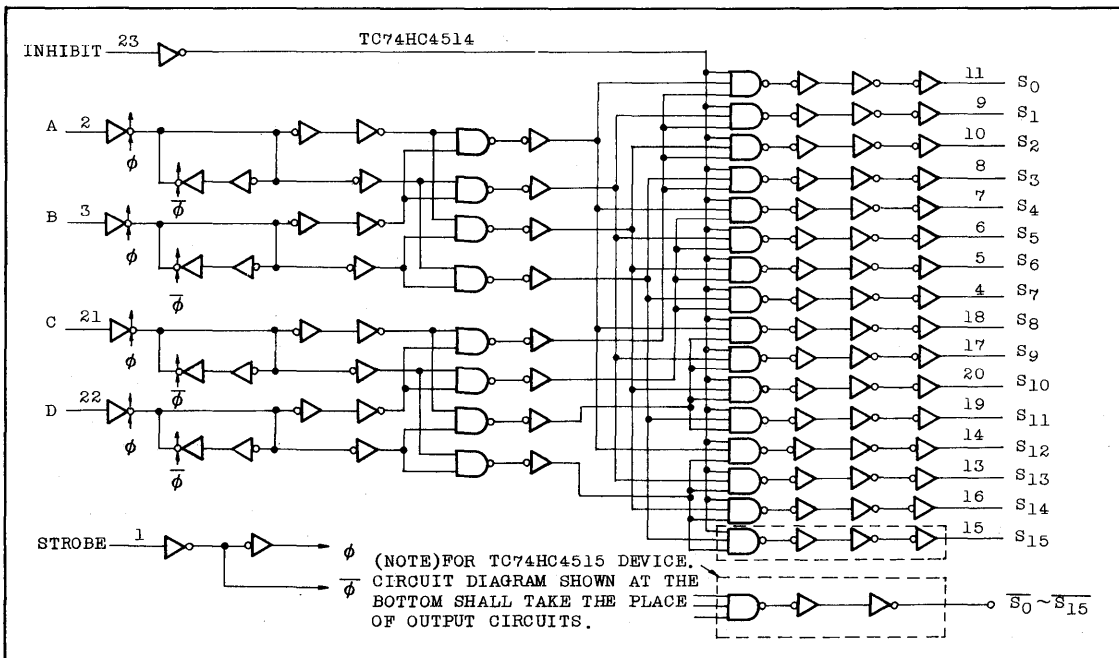 INHIBIT 23 TC74HC4514
11 S0
9 S1
A 2 10 S2
ϕ 8 S3
ϕ̅ 7 S4
B 3 6 S5
ϕ 5 S6
ϕ̅ 4 S7
C 21 18 S8
ϕ 17 S9
ϕ̅ 20 S10
D 22 19 S11
ϕ 14 S12
ϕ̅ 13 S13
16 S14
STROBE 1 15 S15
ϕ (NOTE)FOR TC74HC4515 DEVICE.
ϕ̅ CIRCUIT DIAGRAM SHOWN AT THE
BOTTOM SHALL TAKE THE PLACE S̅0̅~S̅1̅5̅
OF OUTPUT CIRCUITS.